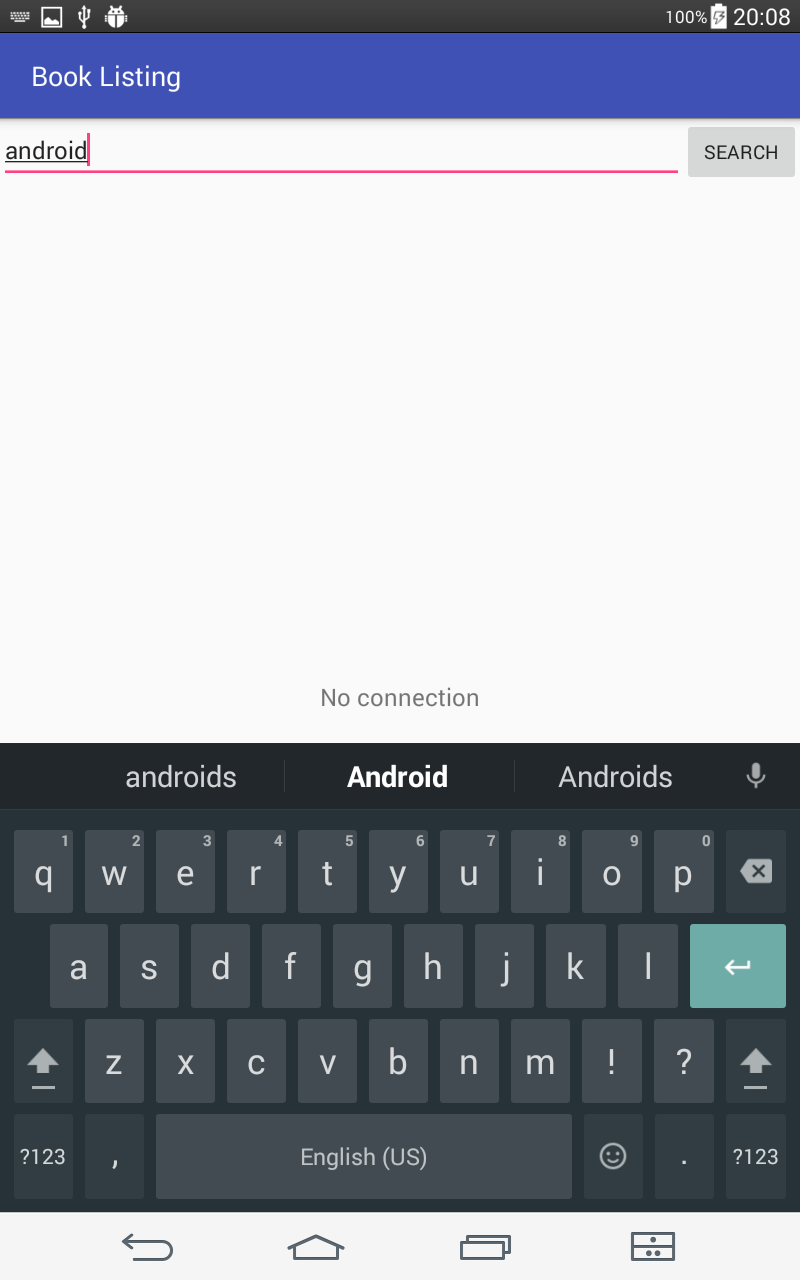 100% 20:08
Book Listing
android SEARCH
No connection
androids Android Androids
1 2 3 4 5 6 7 8 9 0
q w e r t y u i o p
a s d f g h j k l
z x c v b n m ! ?
?123 , English (US) . ?123